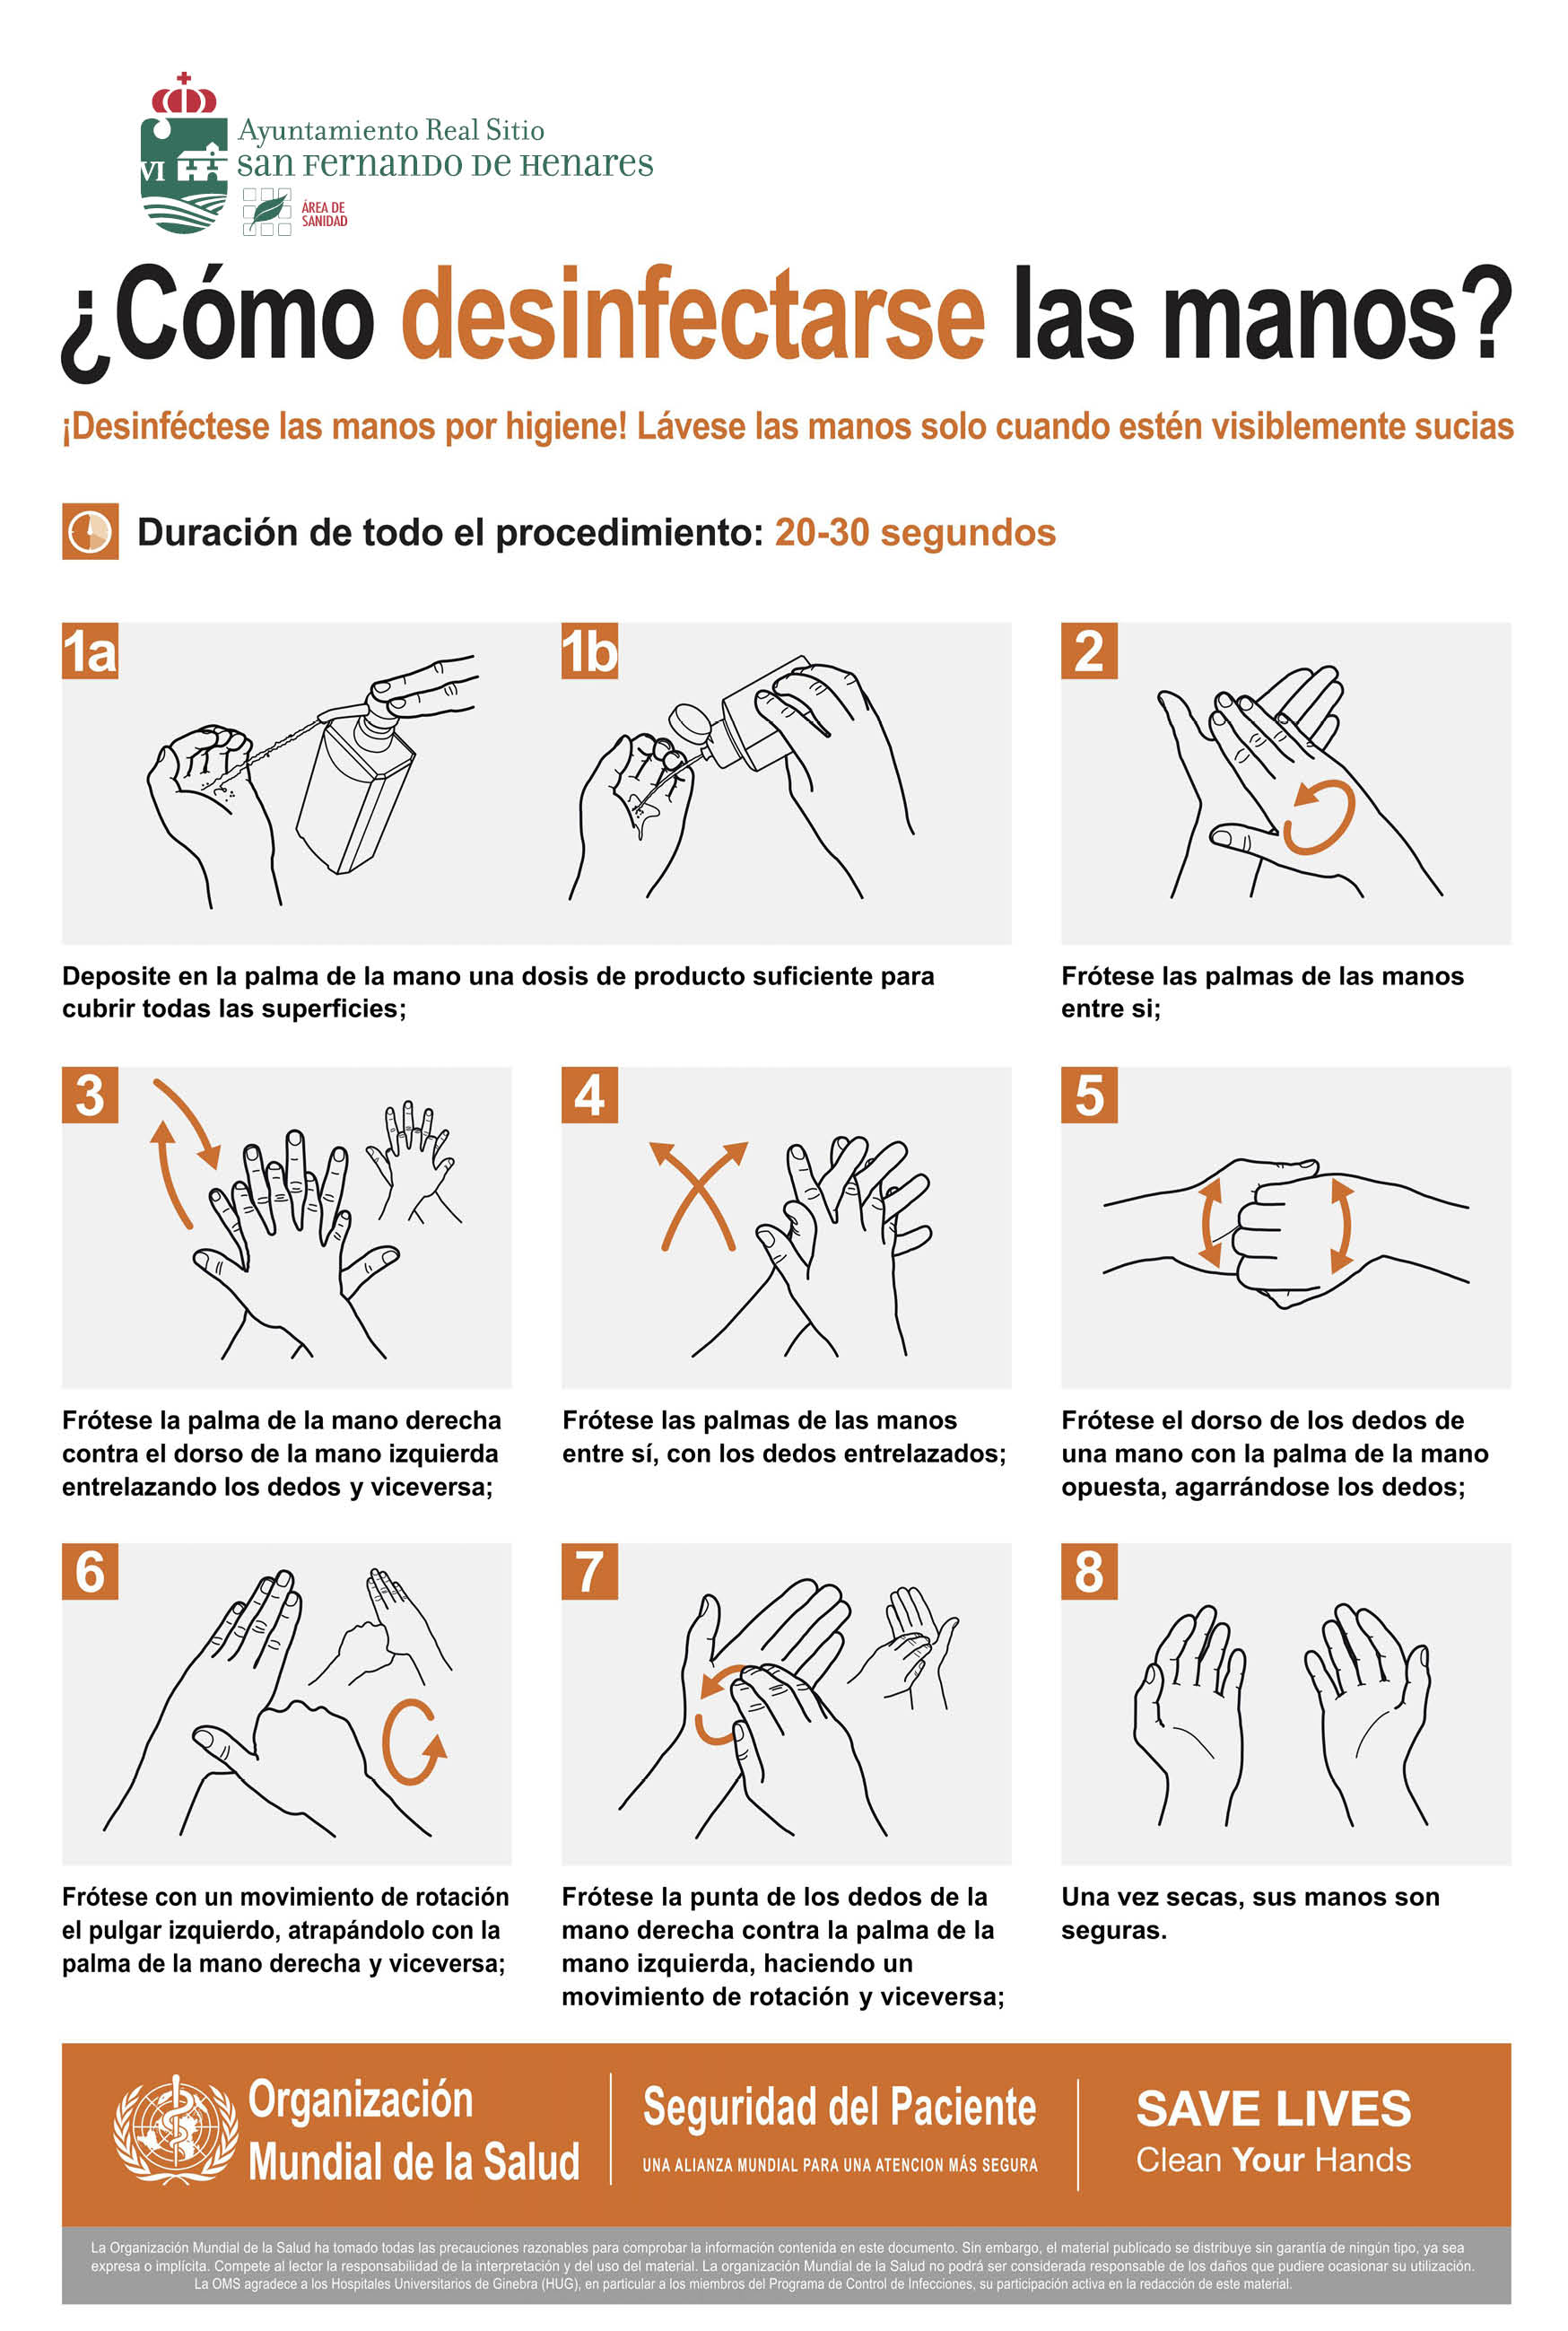 VI
Ayuntamiento Real Sitio
san Fernando de Henares
ÁREA DE
SANIDAD
¿Cómo desinfectarse las manos?
¡Desinféctese las manos por higiene! Lávese las manos solo cuando estén visiblemente sucias
Duración de todo el procedimiento: 20-30 segundos
1a
1b
2
Deposite en la palma de la mano una dosis de producto suficiente para
cubrir todas las superficies;
Frótese las palmas de las manos
entre si;
3
4
5
Frótese la palma de la mano derecha
contra el dorso de la mano izquierda
entrelazando los dedos y viceversa;
Frótese las palmas de las manos
entre sí, con los dedos entrelazados;
Frótese el dorso de los dedos de
una mano con la palma de la mano
opuesta, agarrándose los dedos;
6
7
8
Frótese con un movimiento de rotación
el pulgar izquierdo, atrapándolo con la
palma de la mano derecha y viceversa;
Frótese la punta de los dedos de la
mano derecha contra la palma de la
mano izquierda, haciendo un
movimiento de rotación y viceversa;
Una vez secas, sus manos son
seguras.
Organización
Mundial de la Salud
Seguridad del Paciente
UNA ALIANZA MUNDIAL PARA UNA ATENCION MÁS SEGURA
SAVE LIVES
Clean Your Hands
La Organización Mundial de la Salud ha tomado todas las precauciones razonables para comprobar la información contenida en este documento. Sin embargo, el material publicado se distribuye sin garantía de ningún tipo, ya sea
expresa o implícita. Compete al lector la responsabilidad de la interpretación y del uso del material. La organización Mundial de la Salud no podrá ser considerada responsable de los daños que pudiere ocasionar su utilización.
La OMS agradece a los Hospitales Universitarios de Ginebra (HUG), en particular a los miembros del Programa de Control de Infecciones, su participación activa en la redacción de este material.